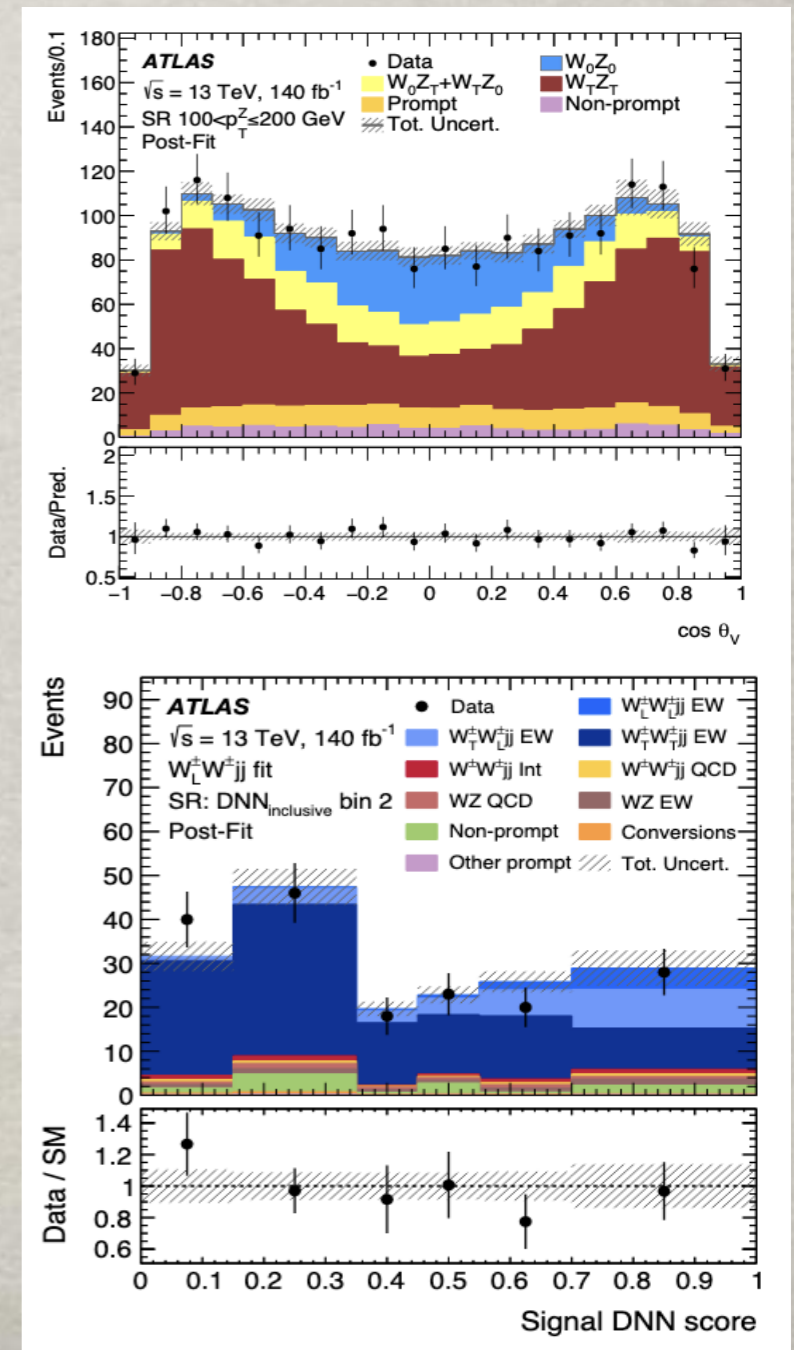 Events/0.1
180
160
140
120
100
80
60
40
20
0
ATLAS
√s = 13 TeV, 140 fb⁻¹
SR 100<p_T^Z≤200 GeV
Post-Fit
Data
W₀Z₀
W₀Z_T+W_TZ₀
W_TZ_T
Prompt
Non-prompt
Tot. Uncert.
Data/Pred.
2
1.5
1
0.5
−1 −0.8 −0.6 −0.4 −0.2 0 0.2 0.4 0.6 0.8 1
cos θ_V
Events
90
80
70
60
50
40
30
20
10
0
ATLAS
√s = 13 TeV, 140 fb⁻¹
W_L^±W^±jj fit
SR: DNN_inclusive bin 2
Post-Fit
Data
W_L^±W_L^±jj EW
W_T^±W_L^±jj EW
W_T^±W_T^±jj EW
W^±W^±jj Int
W^±W^±jj QCD
WZ QCD
WZ EW
Non-prompt
Conversions
Other prompt
Tot. Uncert.
Data / SM
1.4
1.2
1
0.8
0.6
0 0.1 0.2 0.3 0.4 0.5 0.6 0.7 0.8 0.9 1
Signal DNN score